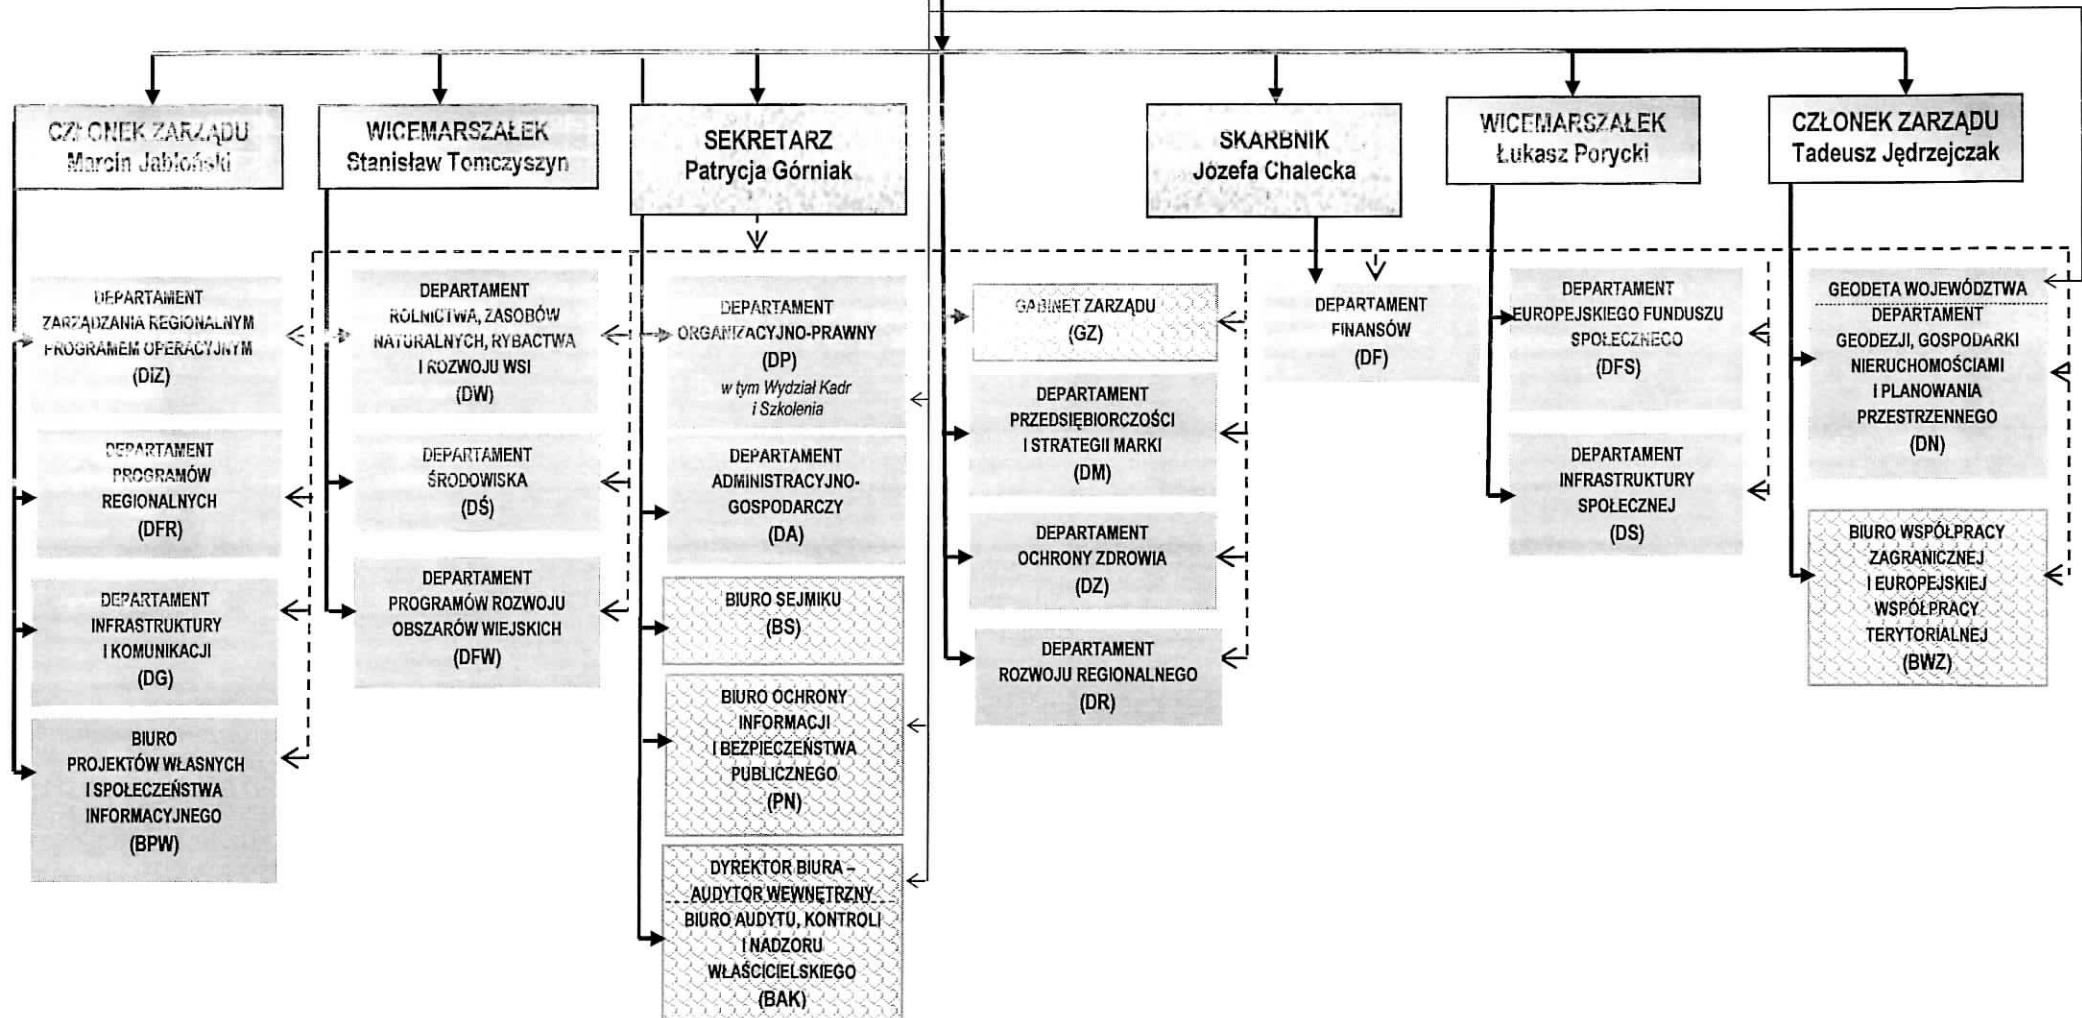 CZŁONEK ZARZĄDU
Marcin Jabłoński
WICEMARSZAŁEK
Stanisław Tomczyszyn
SEKRETARZ
Patrycja Górniak
SKARBNIK
Józefa Chalecka
WICEMARSZAŁEK
Łukasz Porycki
CZŁONEK ZARZĄDU
Tadeusz Jędrzejczak
DEPARTAMENT
ZARZĄDZANIA REGIONALNYM
PROGRAMEM OPERACYJNYM
(DIZ)
DEPARTAMENT
PROGRAMÓW
REGIONALNYCH
(DFR)
DEPARTAMENT
INFRASTRUKTURY
I KOMUNIKACJI
(DG)
BIURO
PROJEKTÓW WŁASNYCH
I SPOŁECZEŃSTWA
INFORMACYJNEGO
(BPW)
DEPARTAMENT
ROLNICTWA, ZASOBÓW
NATURALNYCH, RYBACTWA
I ROZWOJU WSI
(DW)
DEPARTAMENT
ŚRODOWISKA
(DŚ)
DEPARTAMENT
PROGRAMÓW ROZWOJU
OBSZARÓW WIEJSKICH
(DFW)
DEPARTAMENT
ORGANIZACYJNO-PRAWNY
(DP)
w tym Wydział Kadr
i Szkolenia
DEPARTAMENT
ADMINISTRACYJNO-
GOSPODARCZY
(DA)
BIURO SEJMIKU
(BS)
BIURO OCHRONY
INFORMACJI
I BEZPIECZEŃSTWA
PUBLICZNEGO
(PN)
DYREKTOR BIURA –
AUDYTOR WEWNĘTRZNY
BIURO AUDYTU, KONTROLI
I NADZORU
WŁAŚCICIELSKIEGO
(BAK)
GABINET ZARZĄDU
(GZ)
DEPARTAMENT
PRZEDSIĘBIORCZOŚCI
I STRATEGII MARKI
(DM)
DEPARTAMENT
OCHRONY ZDROWIA
(DZ)
DEPARTAMENT
ROZWOJU REGIONALNEGO
(DR)
DEPARTAMENT
FINANSÓW
(DF)
DEPARTAMENT
EUROPEJSKIEGO FUNDUSZU
SPOŁECZNEGO
(DFS)
DEPARTAMENT
INFRASTRUKTURY
SPOŁECZNEJ
(DS)
GEODETA WOJEWÓDZTWA
DEPARTAMENT
GEODEZJI, GOSPODARKI
NIERUCHOMOŚCIAMI
I PLANOWANIA
PRZESTRZENNEGO
(DN)
BIURO WSPÓŁPRACY
ZAGRANICZNEJ
I EUROPEJSKIEJ
WSPÓŁPRACY
TERYTORIALNEJ
(BWZ)